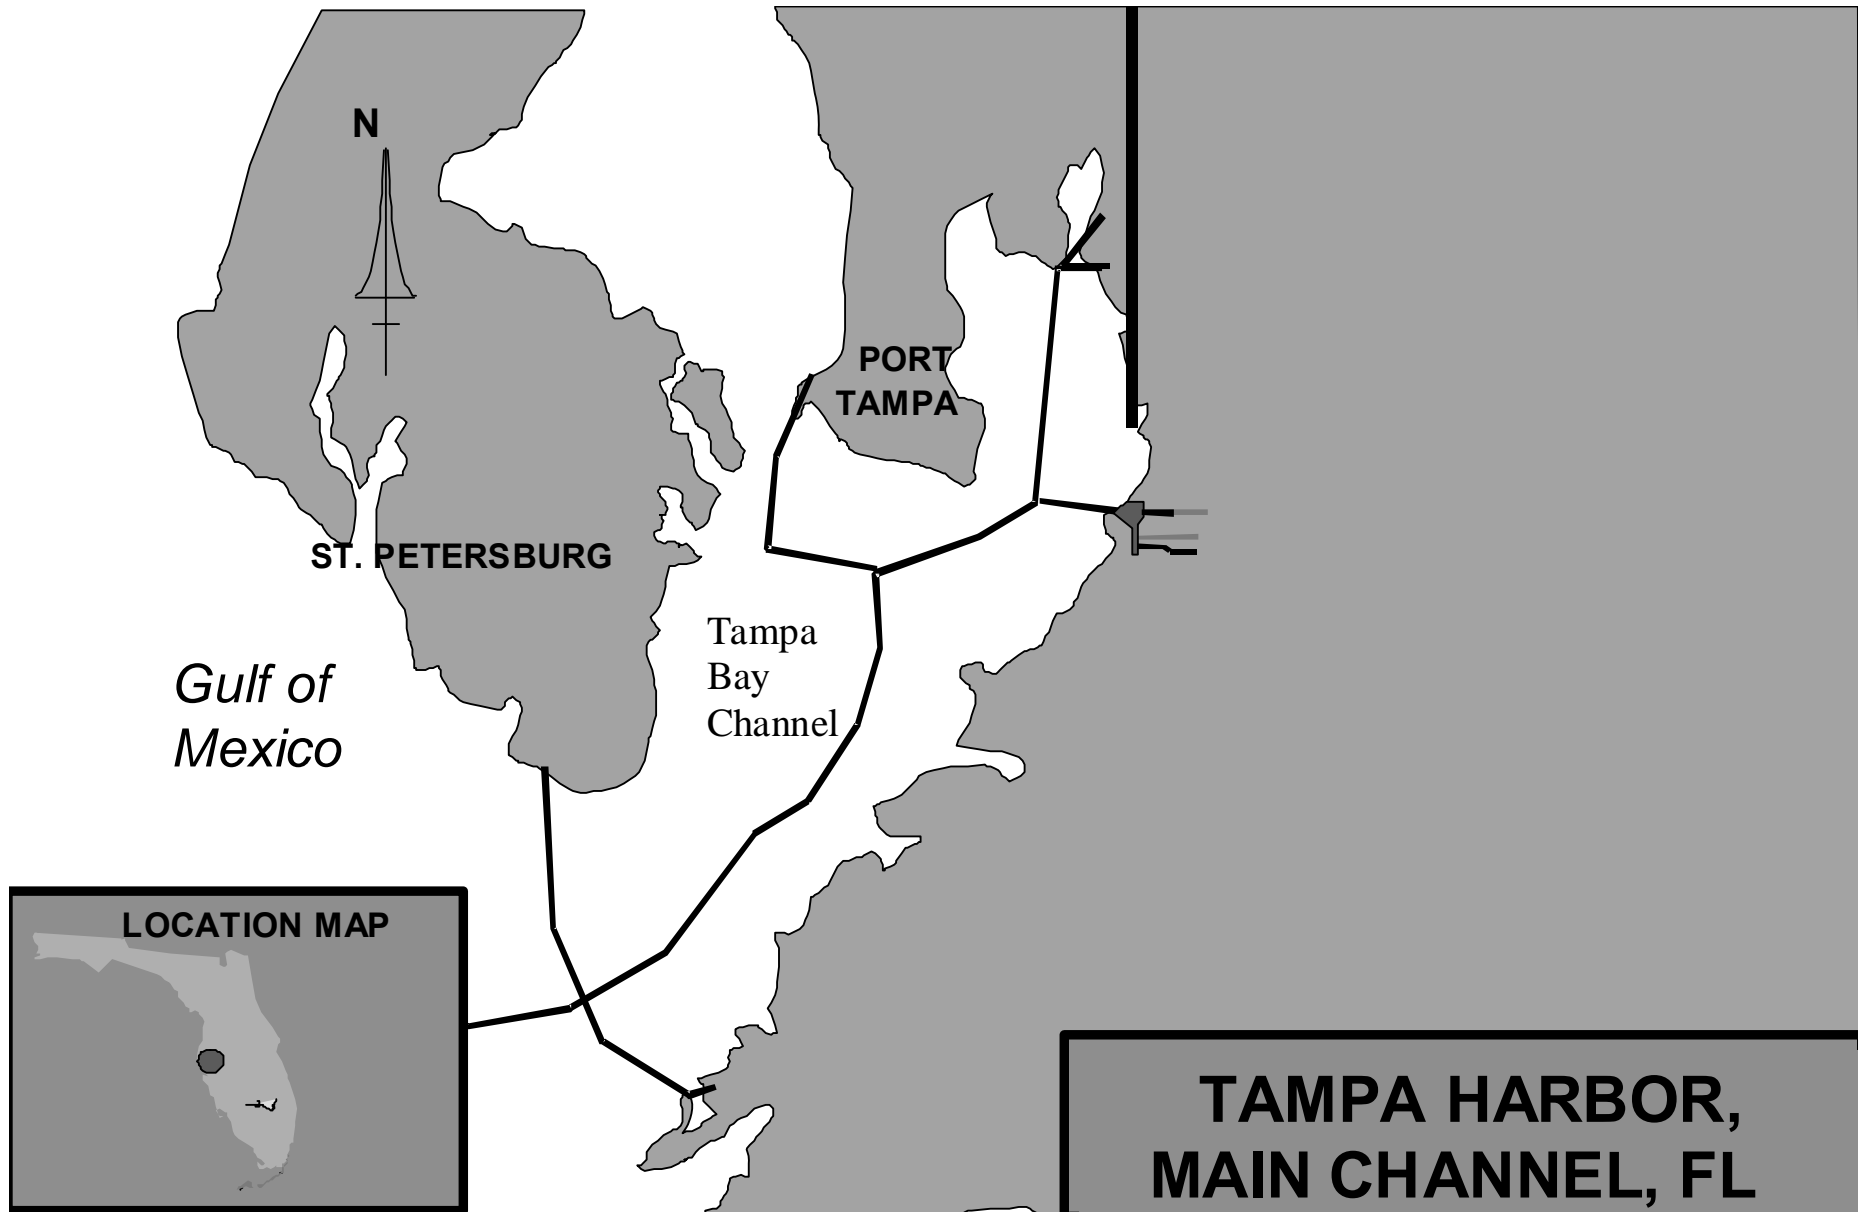 N
PORT
TAMPA
ST. PETERSBURG
Tampa
Bay
Channel
Gulf of
Mexico
LOCATION MAP
TAMPA HARBOR,
MAIN CHANNEL, FL